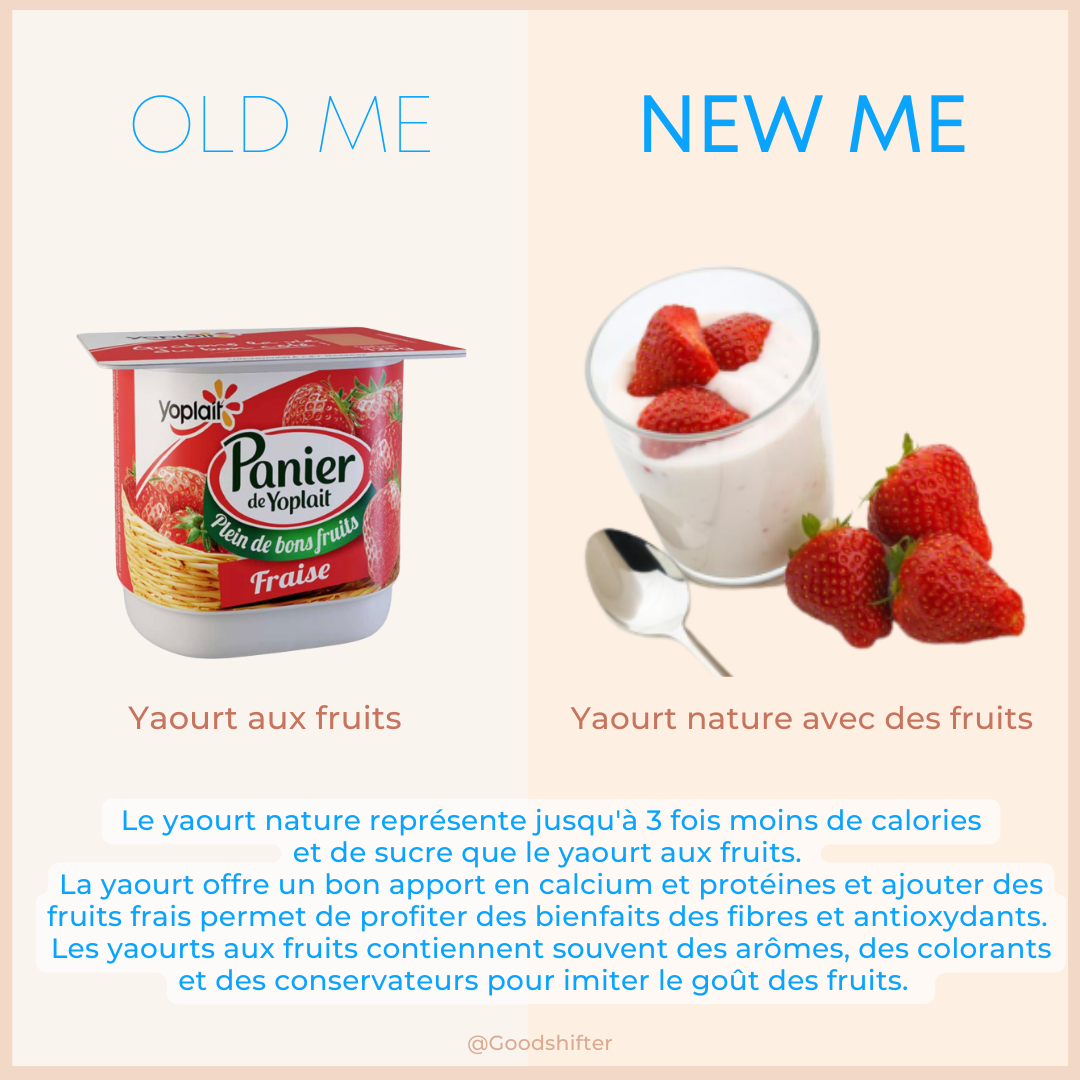 OLD ME
NEW ME
Yoplait
Yoplait
Panier
de Yoplait
Plein de bons fruits
Fraise
Yaourt aux fruits
Yaourt nature avec des fruits
Le yaourt nature représente jusqu'à 3 fois moins de calories
et de sucre que le yaourt aux fruits.
La yaourt offre un bon apport en calcium et protéines et ajouter des
fruits frais permet de profiter des bienfaits des fibres et antioxydants.
Les yaourts aux fruits contiennent souvent des arômes, des colorants
et des conservateurs pour imiter le goût des fruits.
@Goodshifter